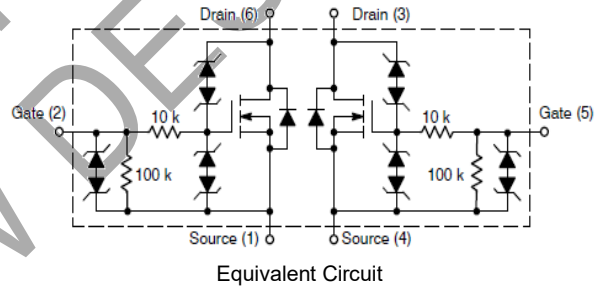 Drain (6) Drain (3)
Gate (2) 10 k 10 k Gate (5)
100 k 100 k
Source (1) Source (4)
Equivalent Circuit